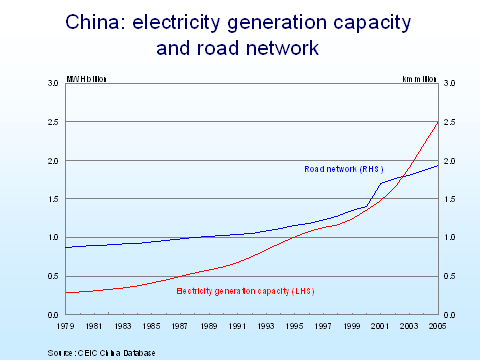 China: electricity generation capacity
and road network
MWH billion km million
3.0 3.0
2.5 2.5
2.0 2.0
Road network (RHS)
1.5 1.5
1.0 1.0
0.5 0.5
Electricity generation capacity (LHS)
0.0 0.0
1979 1981 1983 1985 1987 1989 1991 1993 1995 1997 1999 2001 2003 2005
Source: CEIC China Database